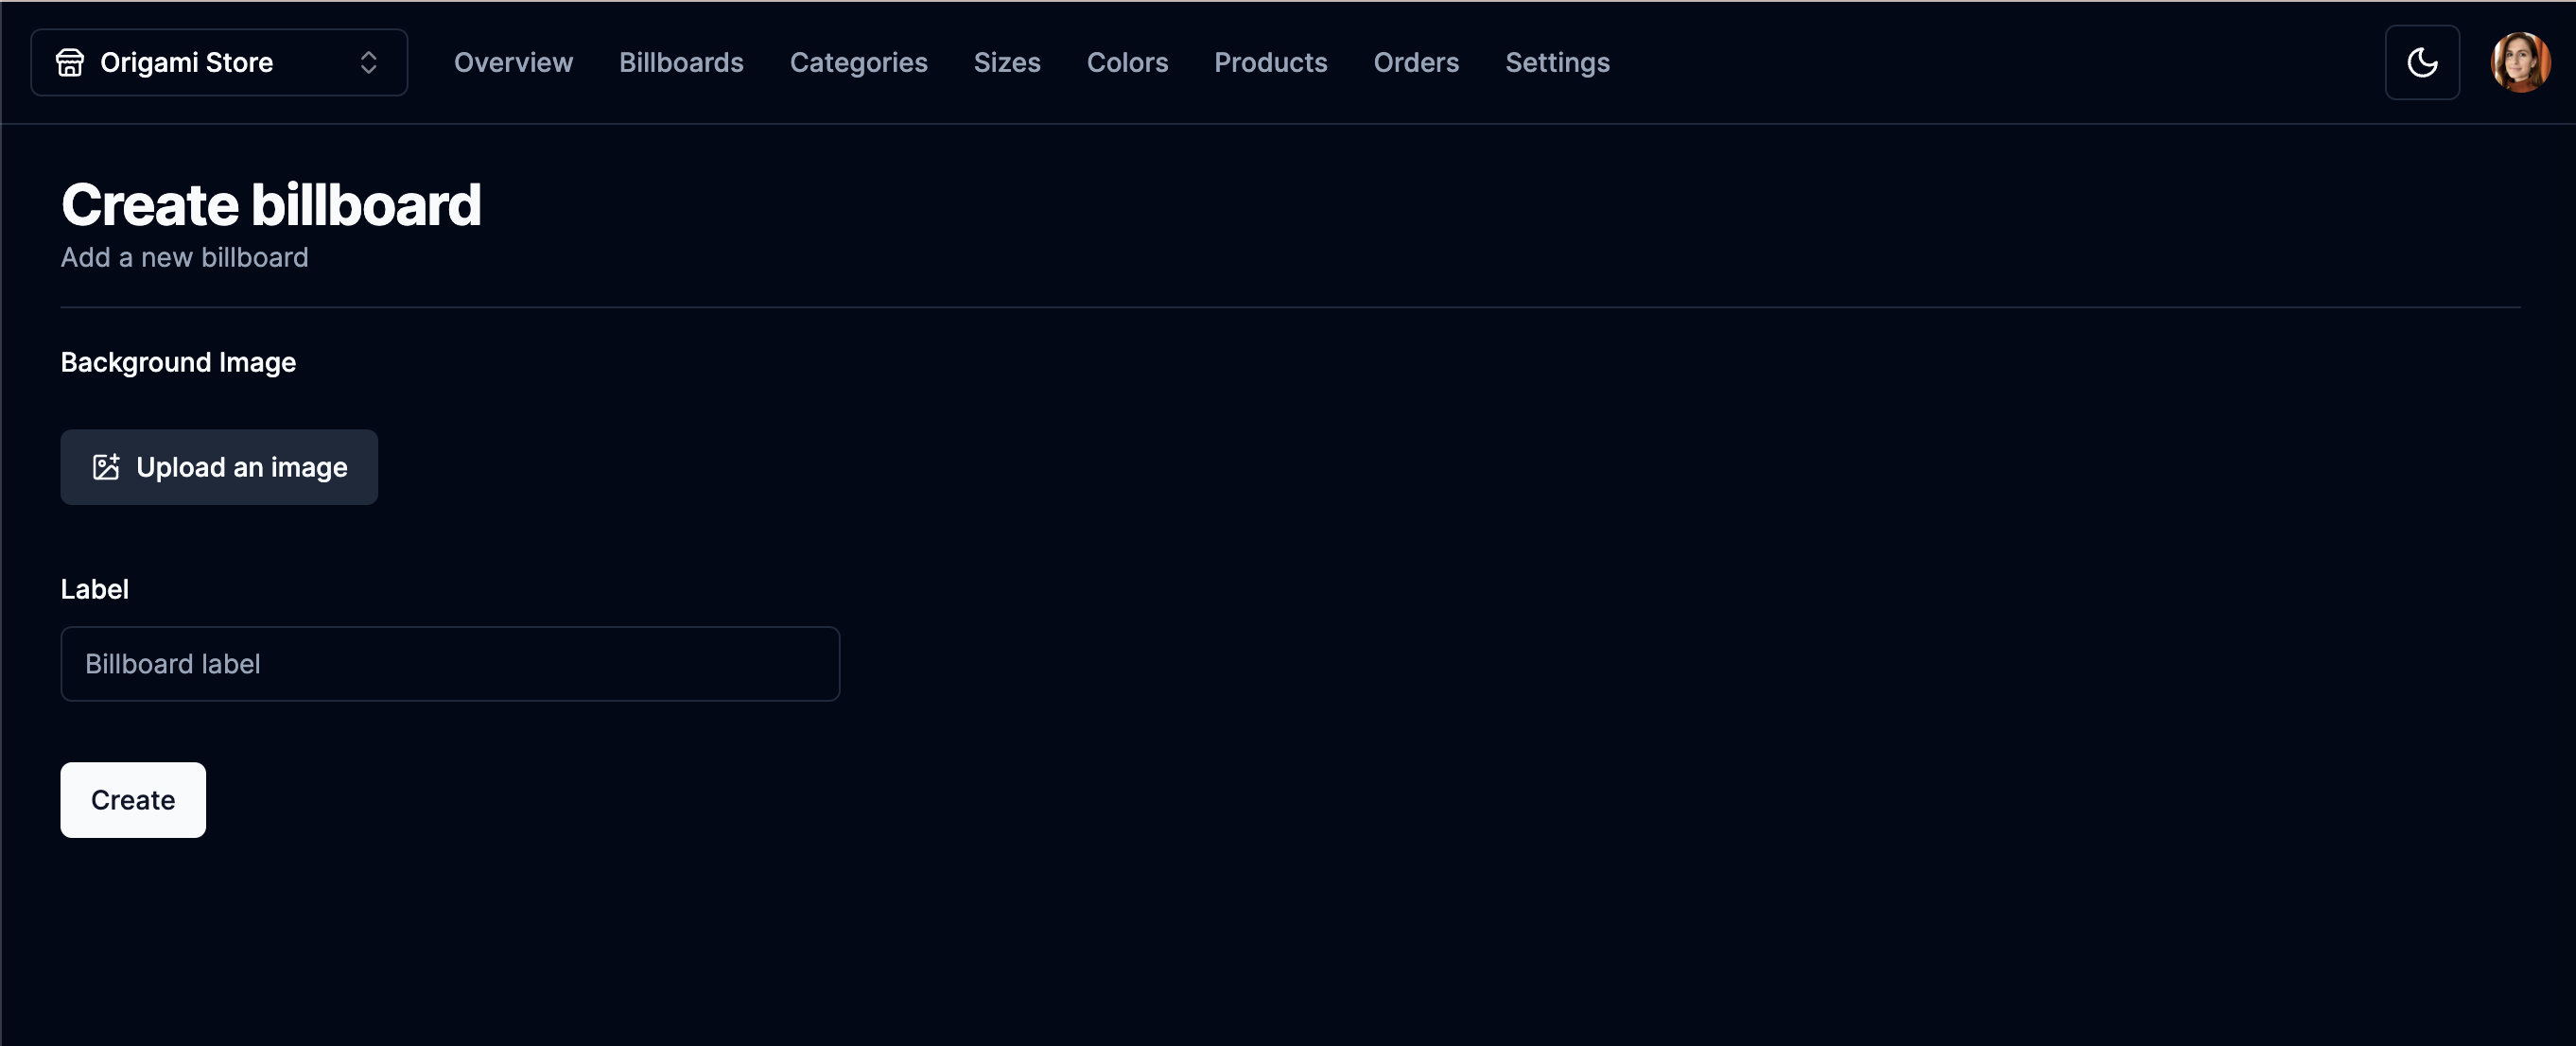 Origami Store Overview Billboards Categories Sizes Colors Products Orders Settings
Create billboard
Add a new billboard
Background Image
Upload an image
Label
Billboard label
Create